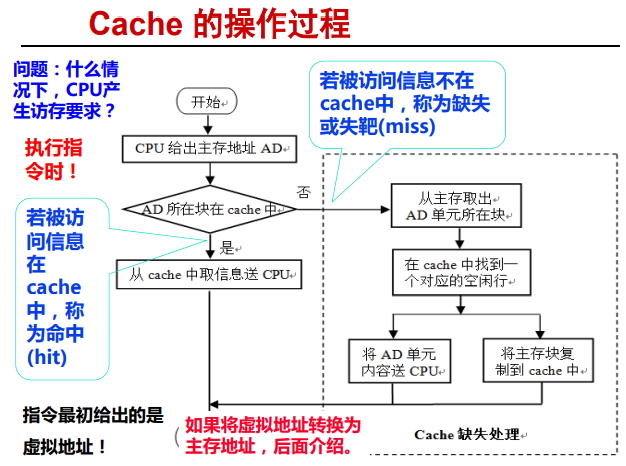 Cache 的操作过程
问题：什么情
况下，CPU产
生访存要求？
执行指
令时！
若被访问信息不在
cache中，称为缺失
或失靶(miss)
开始
CPU 给出主存地址 AD
AD 所在块在 cache 中
否
是
若被访
问信息
在
cache
中，称
为命中
(hit)
从 cache 中取信息送 CPU
从主存取出
AD 单元所在块
在 cache 中找到一
个对应的空闲行
将 AD 单元
内容送 CPU
将主存块复
制到 cache 中
指令最初给出的是
虚拟地址！
如果将虚拟地址转换为
主存地址，后面介绍。
Cache 缺失处理